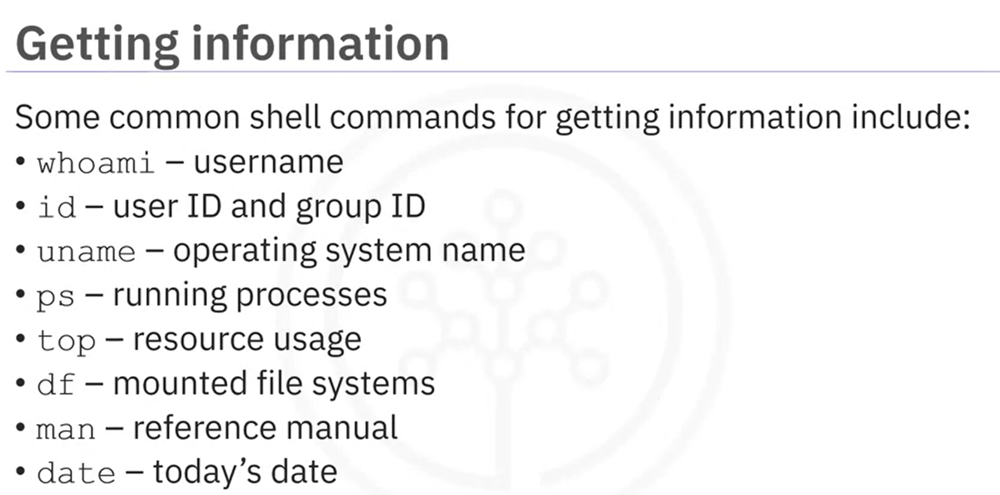 Getting information
Some common shell commands for getting information include:
• whoami – username
• id – user ID and group ID
• uname – operating system name
• ps – running processes
• top – resource usage
• df – mounted file systems
• man – reference manual
• date – today’s date